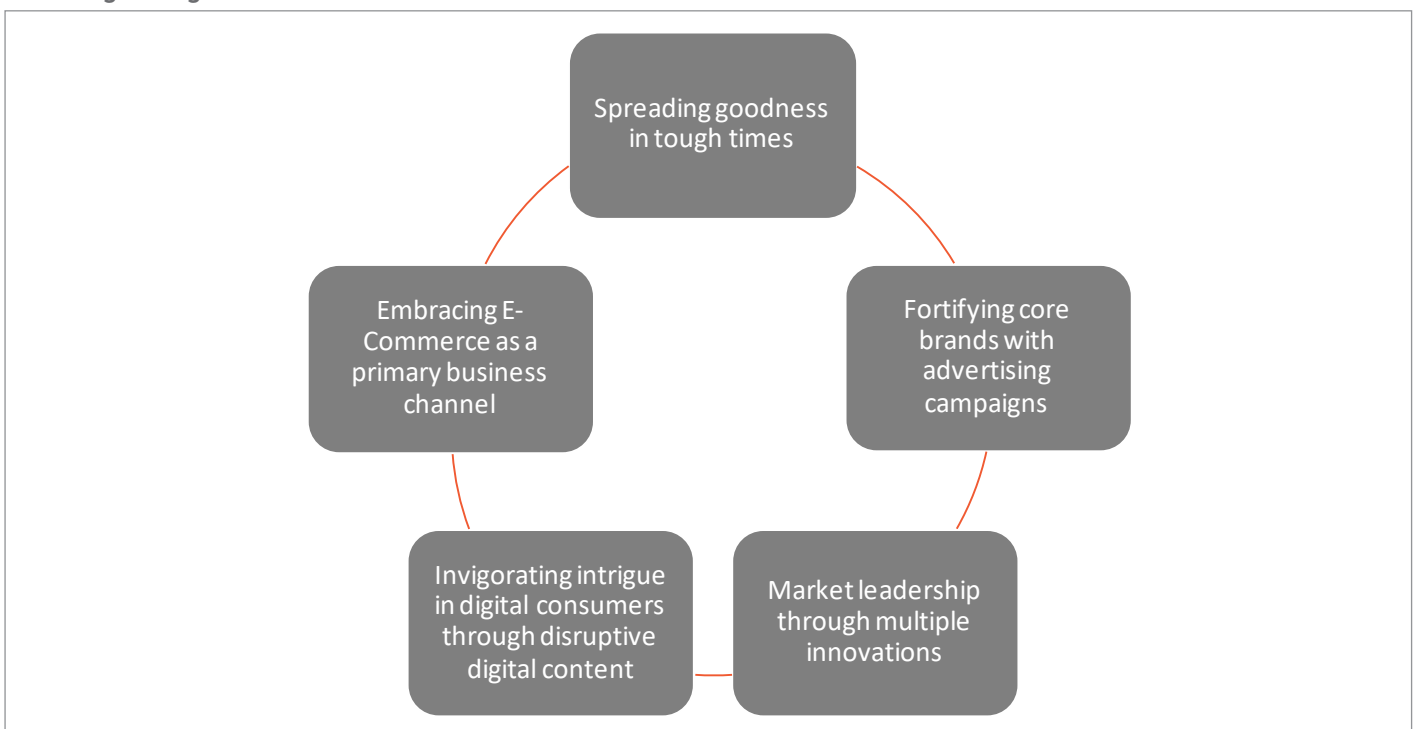 Spreading goodness
in tough times
Fortifying core
brands with
advertising
campaigns
Market leadership
through multiple
innovations
Invigorating intrigue
in digital consumers
through disruptive
digital content
Embracing E-
Commerce as a
primary business
channel